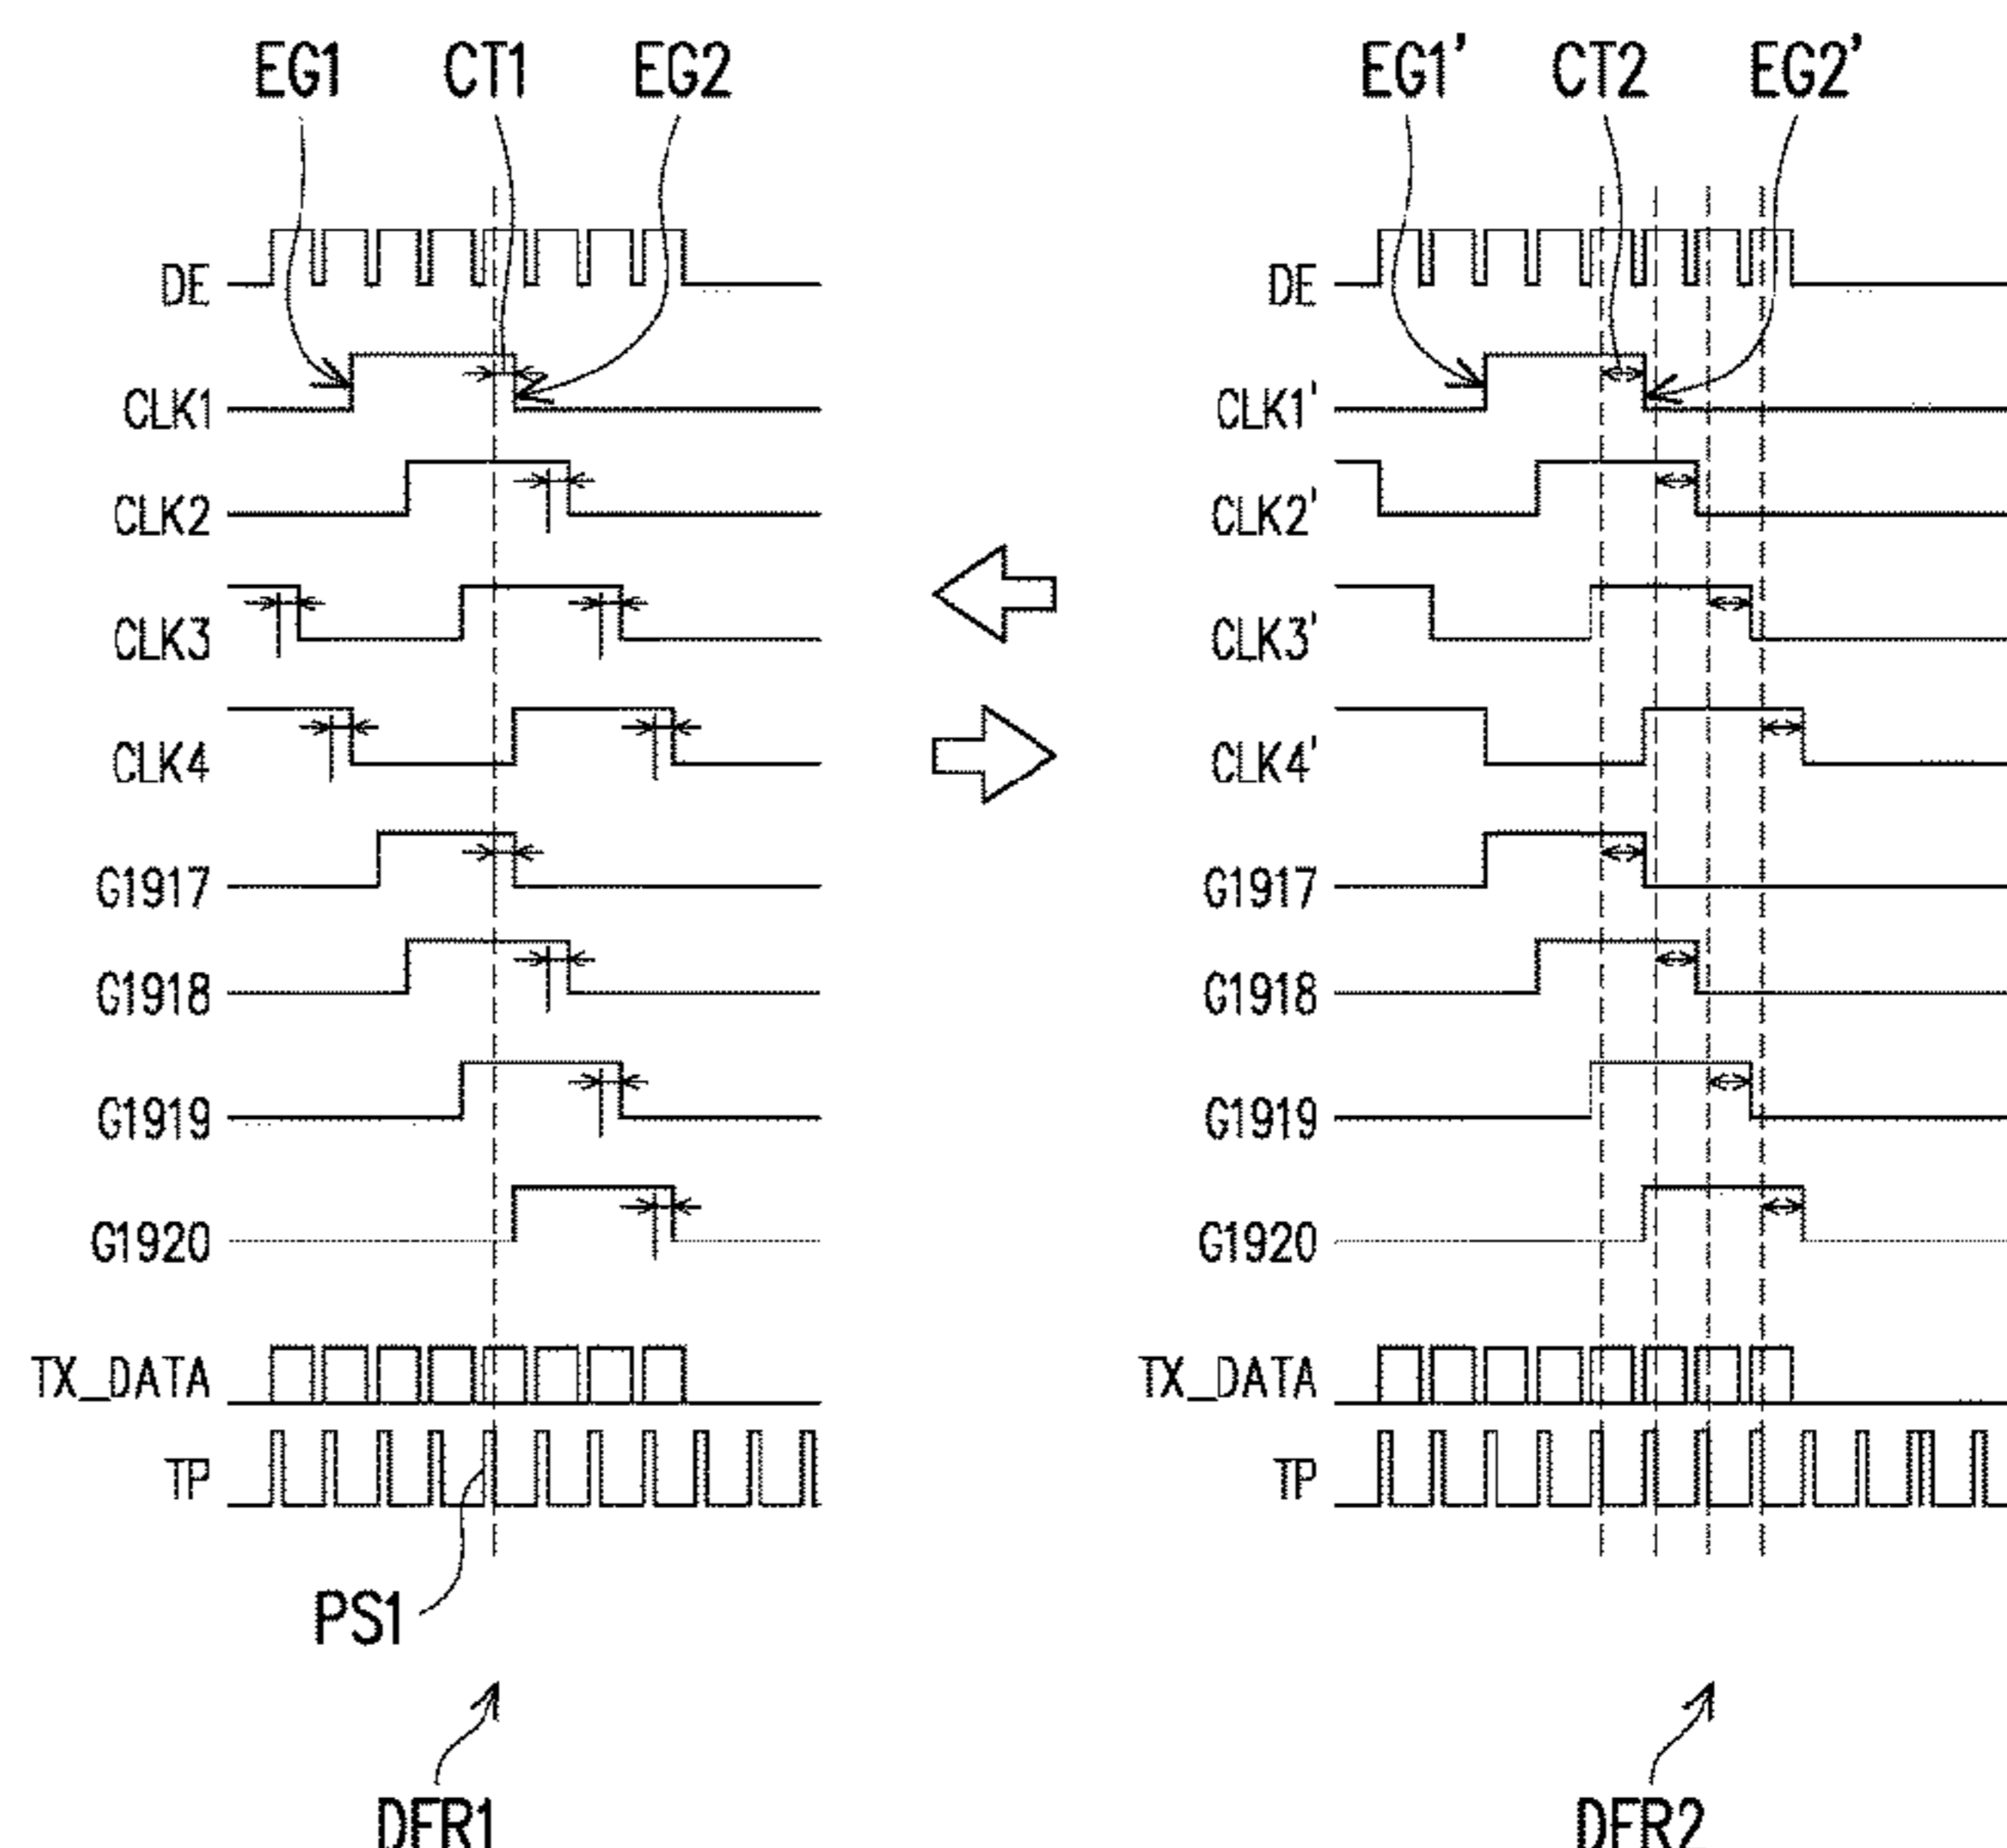 EG1 CT1 EG2
DE
CLK1
CLK2
CLK3
CLK4
G1917
G1918
G1919
G1920
TX_DATA
TP
PS1
DFR1
EG1' CT2 EG2'
DE
CLK1'
CLK2'
CLK3'
CLK4'
G1917
G1918
G1919
G1920
TX_DATA
TP
DFR2